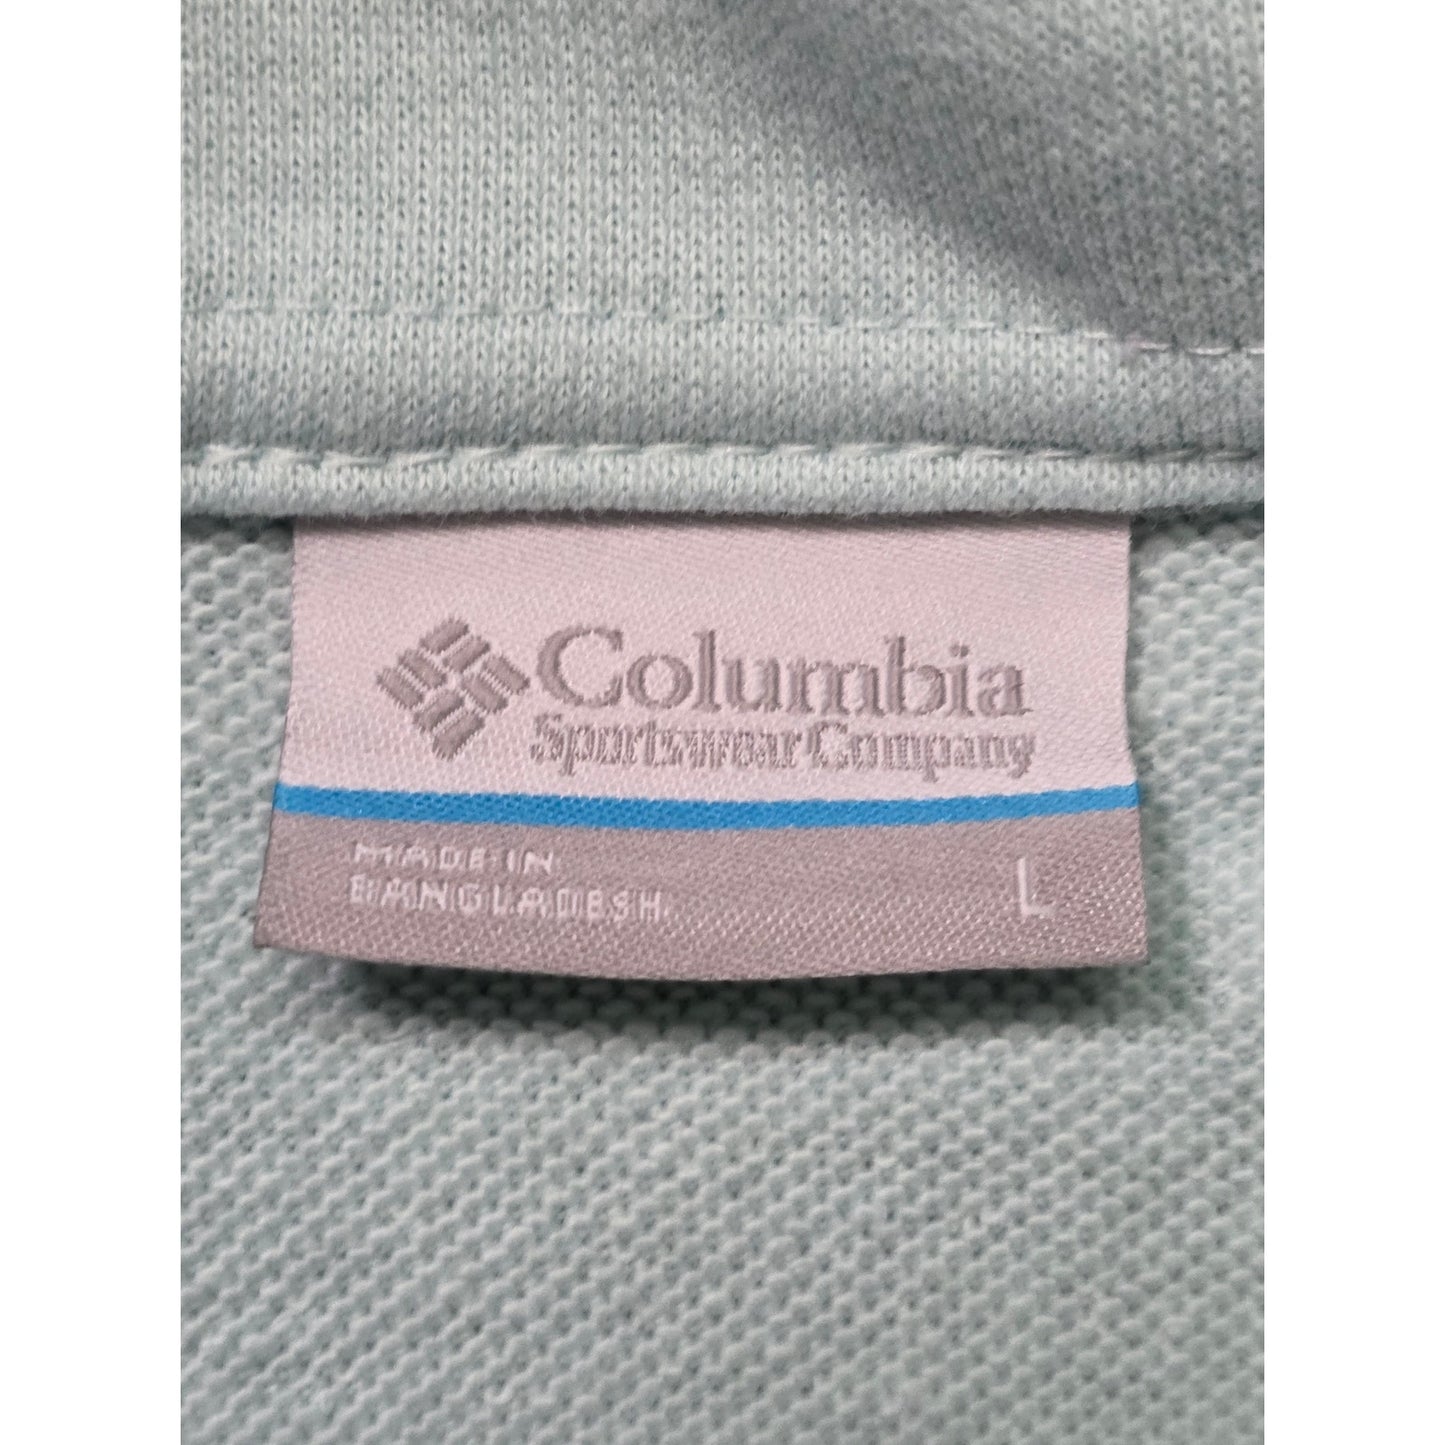 Columbia
Sportswear Company
MADE IN
BANGLADESH
L